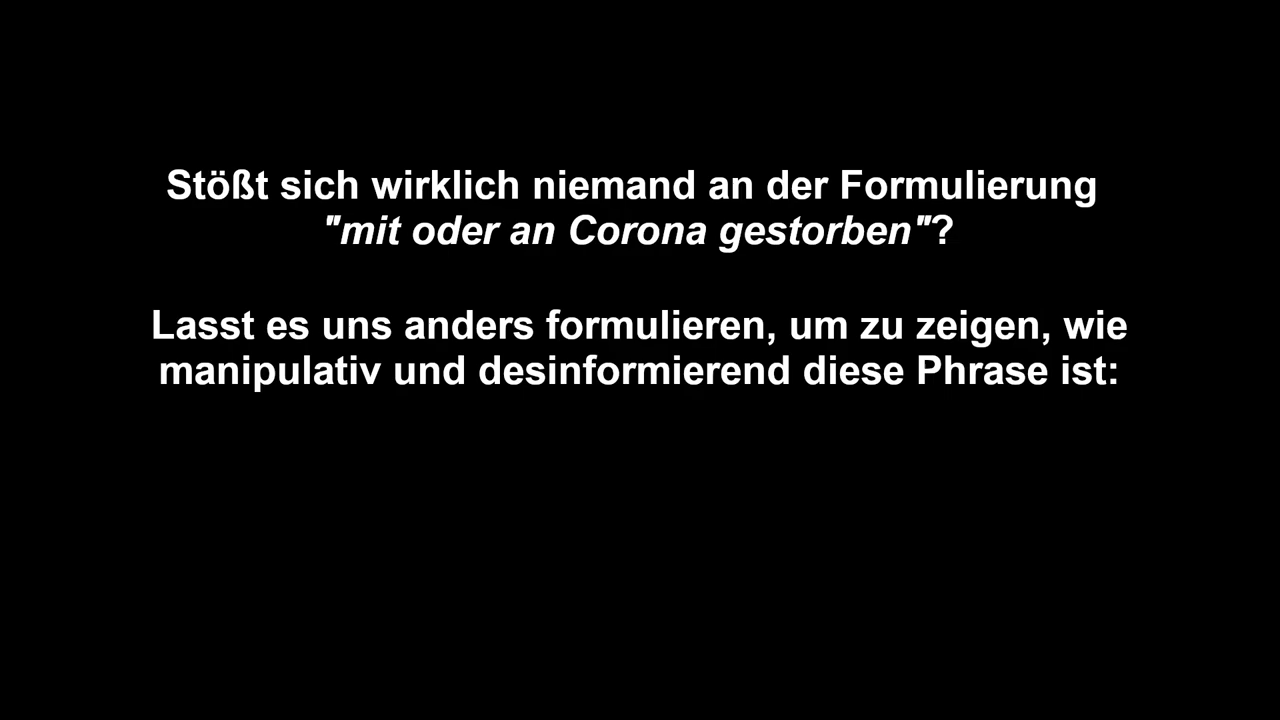 Stößt sich wirklich niemand an der Formulierung
"mit oder an Corona gestorben"?
Lasst es uns anders formulieren, um zu zeigen, wie
manipulativ und desinformierend diese Phrase ist: